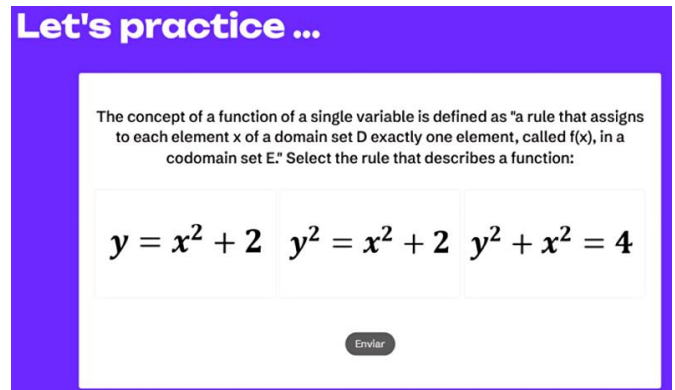 Let's practice ...
The concept of a function of a single variable is defined as "a rule that assigns
to each element x of a domain set D exactly one element, called f(x), in a
codomain set E." Select the rule that describes a function:
y = x² + 2 y² = x² + 2 y² + x² = 4
Enviar